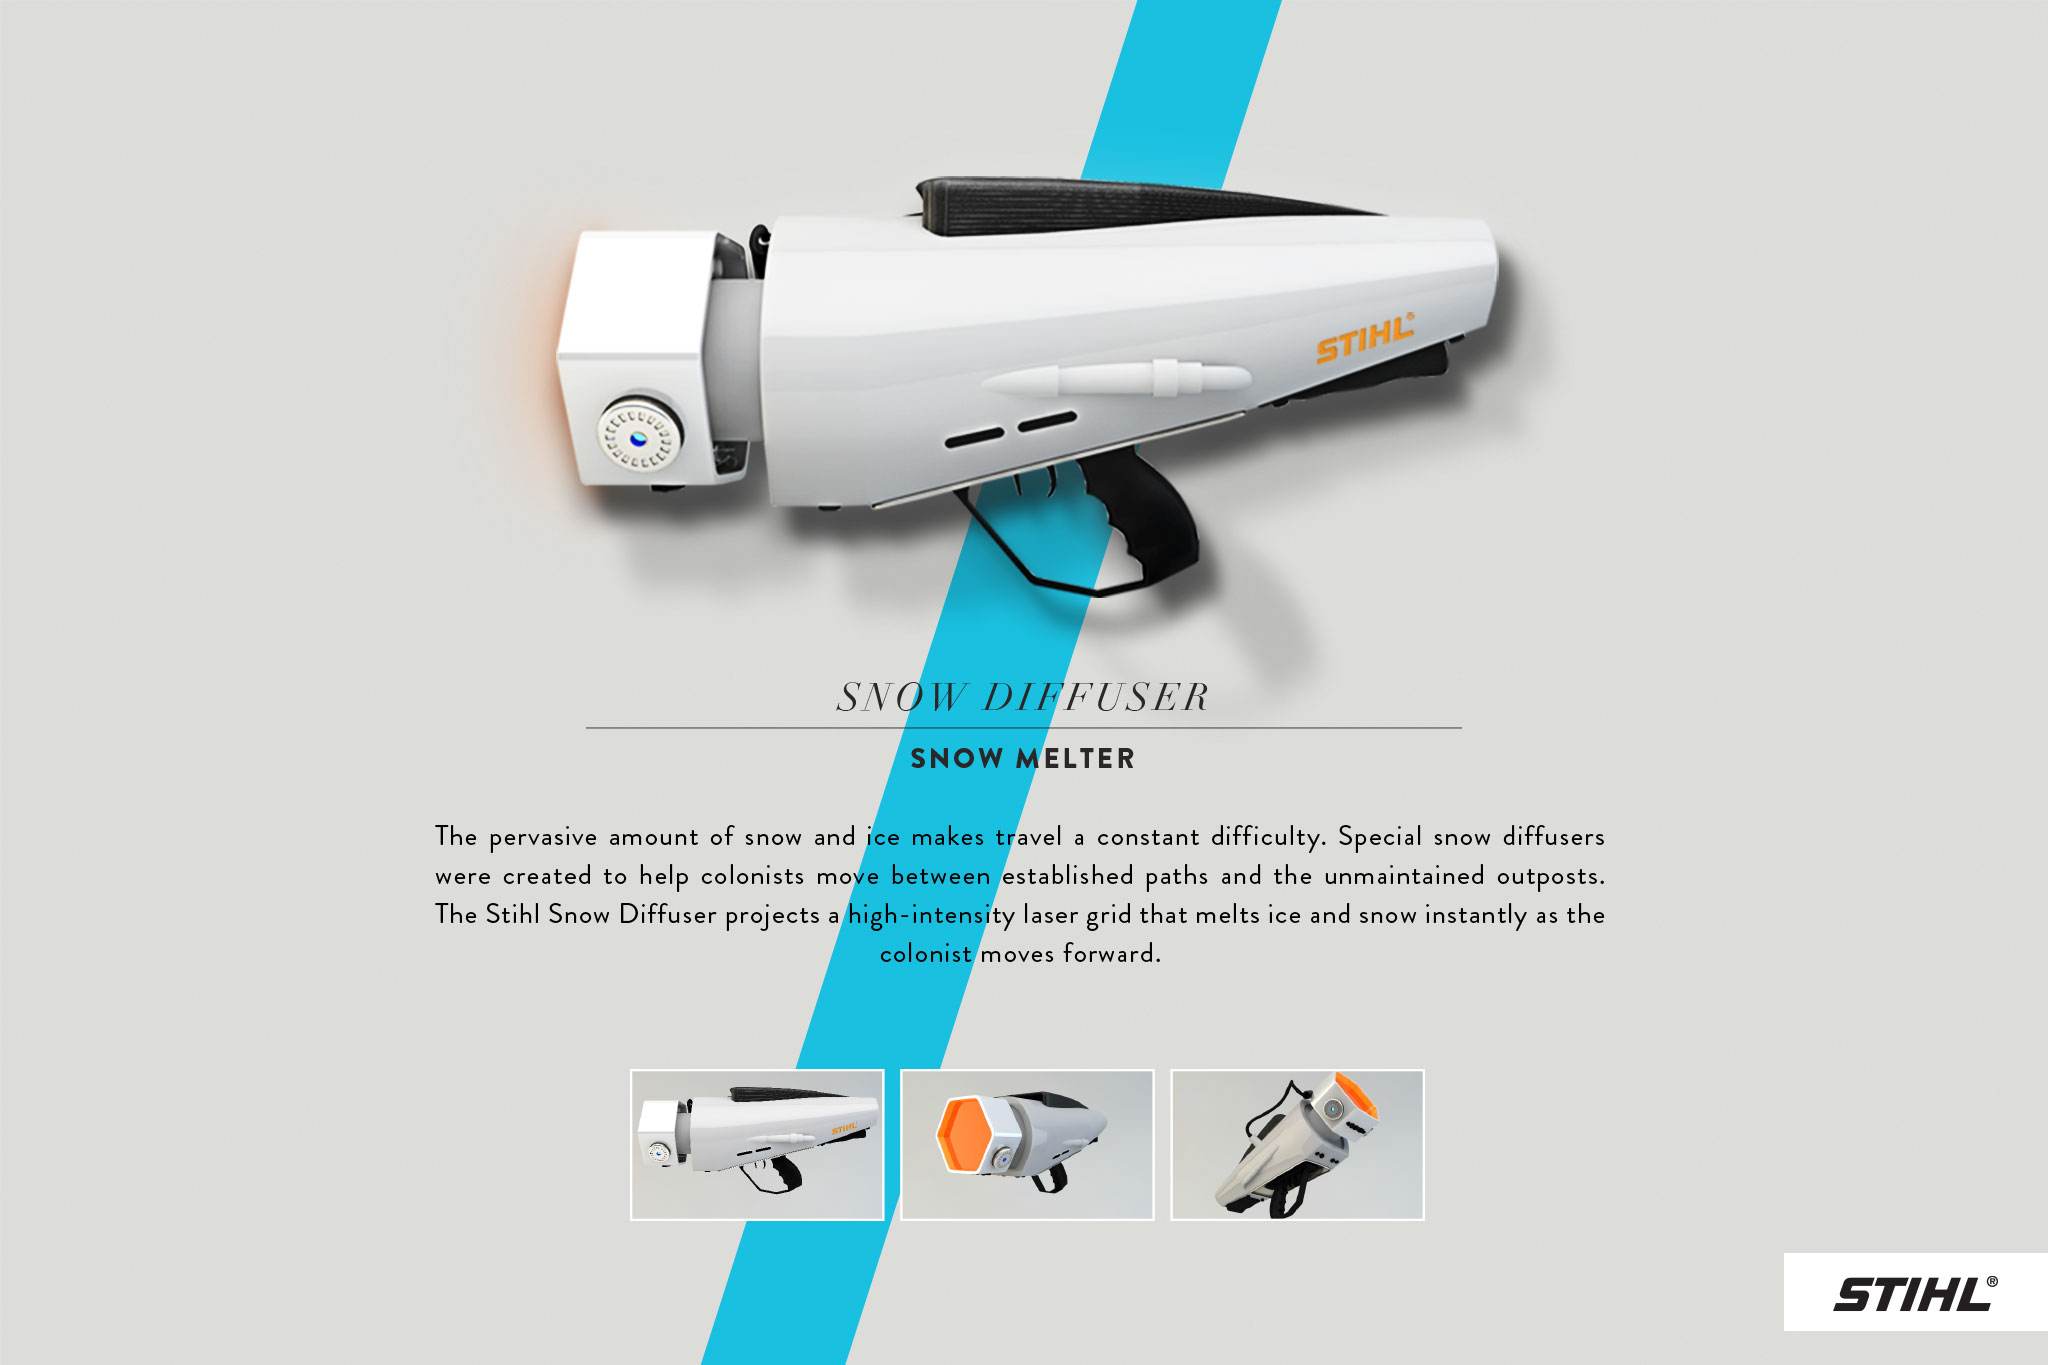 STIHL®
SNOW DIFFUSER
SNOW MELTER
The pervasive amount of snow and ice makes travel a constant difficulty. Special snow diffusers
were created to help colonists move between established paths and the unmaintained outposts.
The Stihl Snow Diffuser projects a high-intensity laser grid that melts ice and snow instantly as the
colonist moves forward.
STIHL
STIHL®